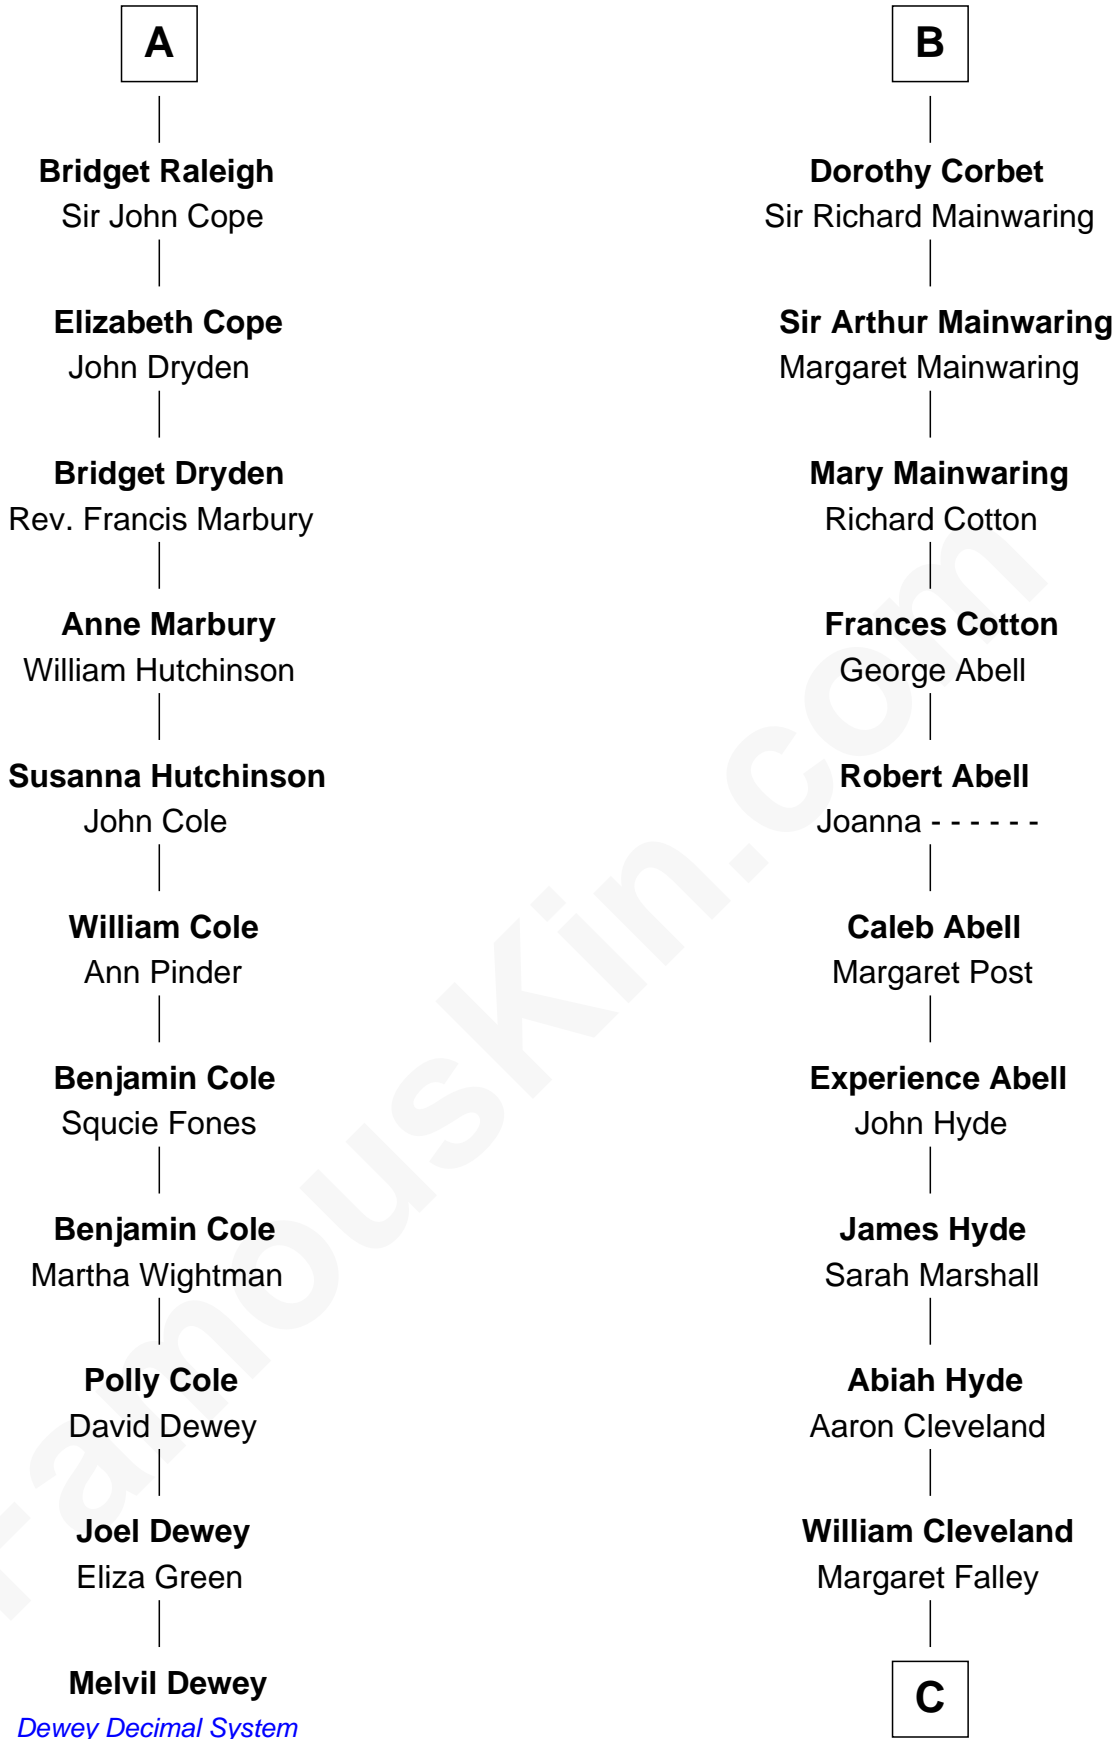 A
Bridget Raleigh
Sir John Cope
Elizabeth Cope
John Dryden
Bridget Dryden
Rev. Francis Marbury
Anne Marbury
William Hutchinson
Susanna Hutchinson
John Cole
William Cole
Ann Pinder
Benjamin Cole
Squcie Fones
Benjamin Cole
Martha Wightman
Polly Cole
David Dewey
Joel Dewey
Eliza Green
Melvil Dewey
Dewey Decimal System
B
Dorothy Corbet
Sir Richard Mainwaring
Sir Arthur Mainwaring
Margaret Mainwaring
Mary Mainwaring
Richard Cotton
Frances Cotton
George Abell
Robert Abell
Joanna - - - - - -
Caleb Abell
Margaret Post
Experience Abell
John Hyde
James Hyde
Sarah Marshall
Abiah Hyde
Aaron Cleveland
William Cleveland
Margaret Falley
C
FamousKin.com